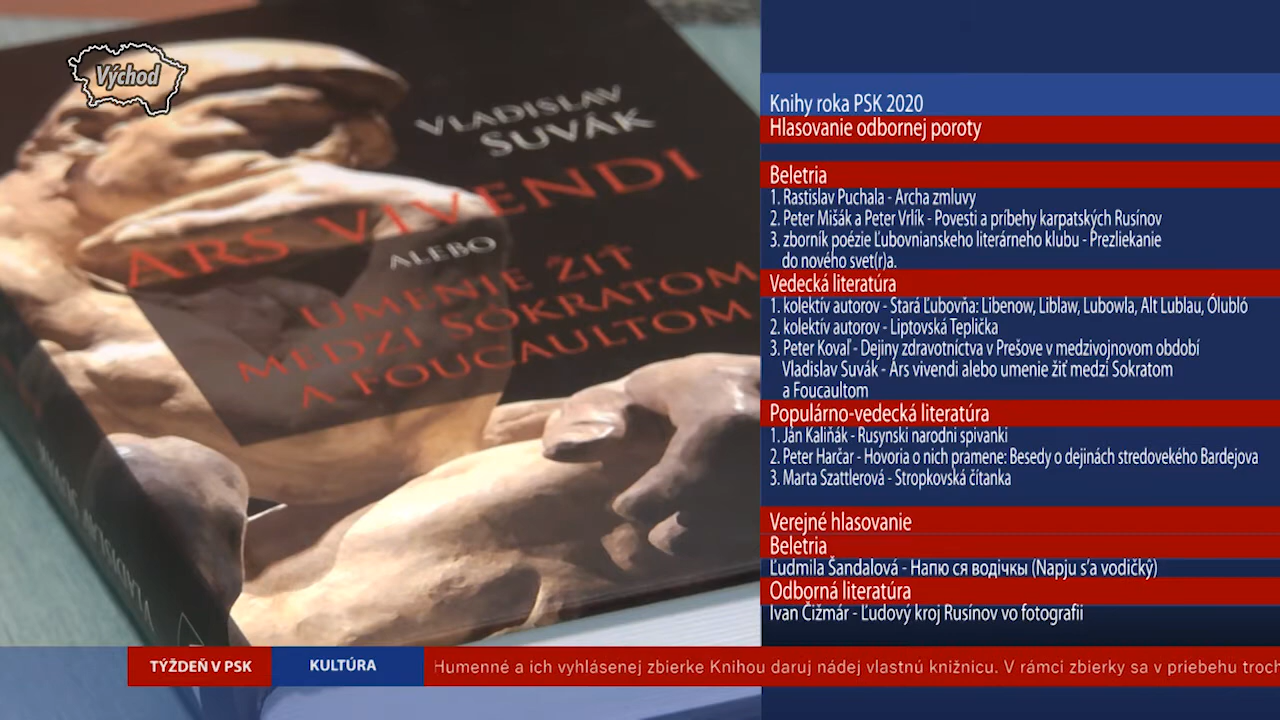 Východ
VLADISLAV
SUVÁK
ARS VIVENDI
ALEBO
UMENIE ŽIŤ
MEDZI SOKRATOM
A FOUCAULTOM
VLADISLAV SUVÁK
Knihy roka PSK 2020
Hlasovanie odbornej poroty
Beletria
1. Rastislav Puchala - Archa zmluvy
2. Peter Mišák a Peter Vrlík - Povesti a príbehy karpatských Rusínov
3. zborník poézie Ľubovnianskeho literárneho klubu - Prezliekanie
do nového svet(r)a.
Vedecká literatúra
1. kolektív autorov - Stará Ľubovňa: Libenow, Liblaw, Lubowla, Alt Lublau, Ólubló
2. kolektív autorov - Liptovská Teplička
3. Peter Kovaľ - Dejiny zdravotníctva v Prešove v medzivojnovom období
Vladislav Suvák - Ars vivendi alebo umenie žiť medzi Sokratom
a Foucaultom
Populárno-vedecká literatúra
1. Ján Kaliňák - Rusynski narodni spivanki
2. Peter Harčar - Hovoria o nich pramene: Besedy o dejinách stredovekého Bardejova
3. Marta Szattlerová - Stropkovská čítanka
Verejné hlasovanie
Beletria
Ľudmila Šandalová - Напю ся водічкы (Napju s'a vodičkŷ)
Odborná literatúra
Ivan Čižmár - Ľudový kroj Rusínov vo fotografii
TÝŽDEŇ V PSK KULTÚRA Humenné a ich vyhlásenej zbierke Knihou daruj nádej vlastnú knižnicu. V rámci zbierky sa v priebehu troch